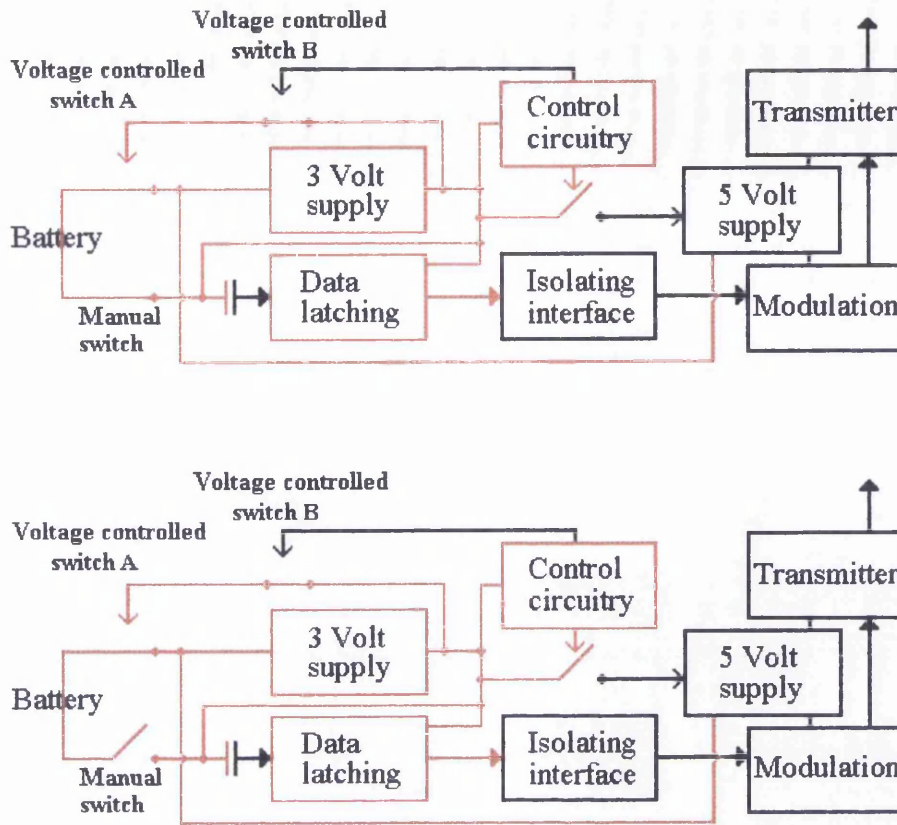 Voltage controlled
switch B
Voltage controlled
switch A
Control
circuitry
Transmitter
3 Volt
supply
5 Volt
supply
Battery
Data
latching
Isolating
interface
Modulation
Manual
switch
Voltage controlled
switch B
Voltage controlled
switch A
Control
circuitry
Transmitter
3 Volt
supply
5 Volt
supply
Battery
Data
latching
Isolating
interface
Modulation
Manual
switch